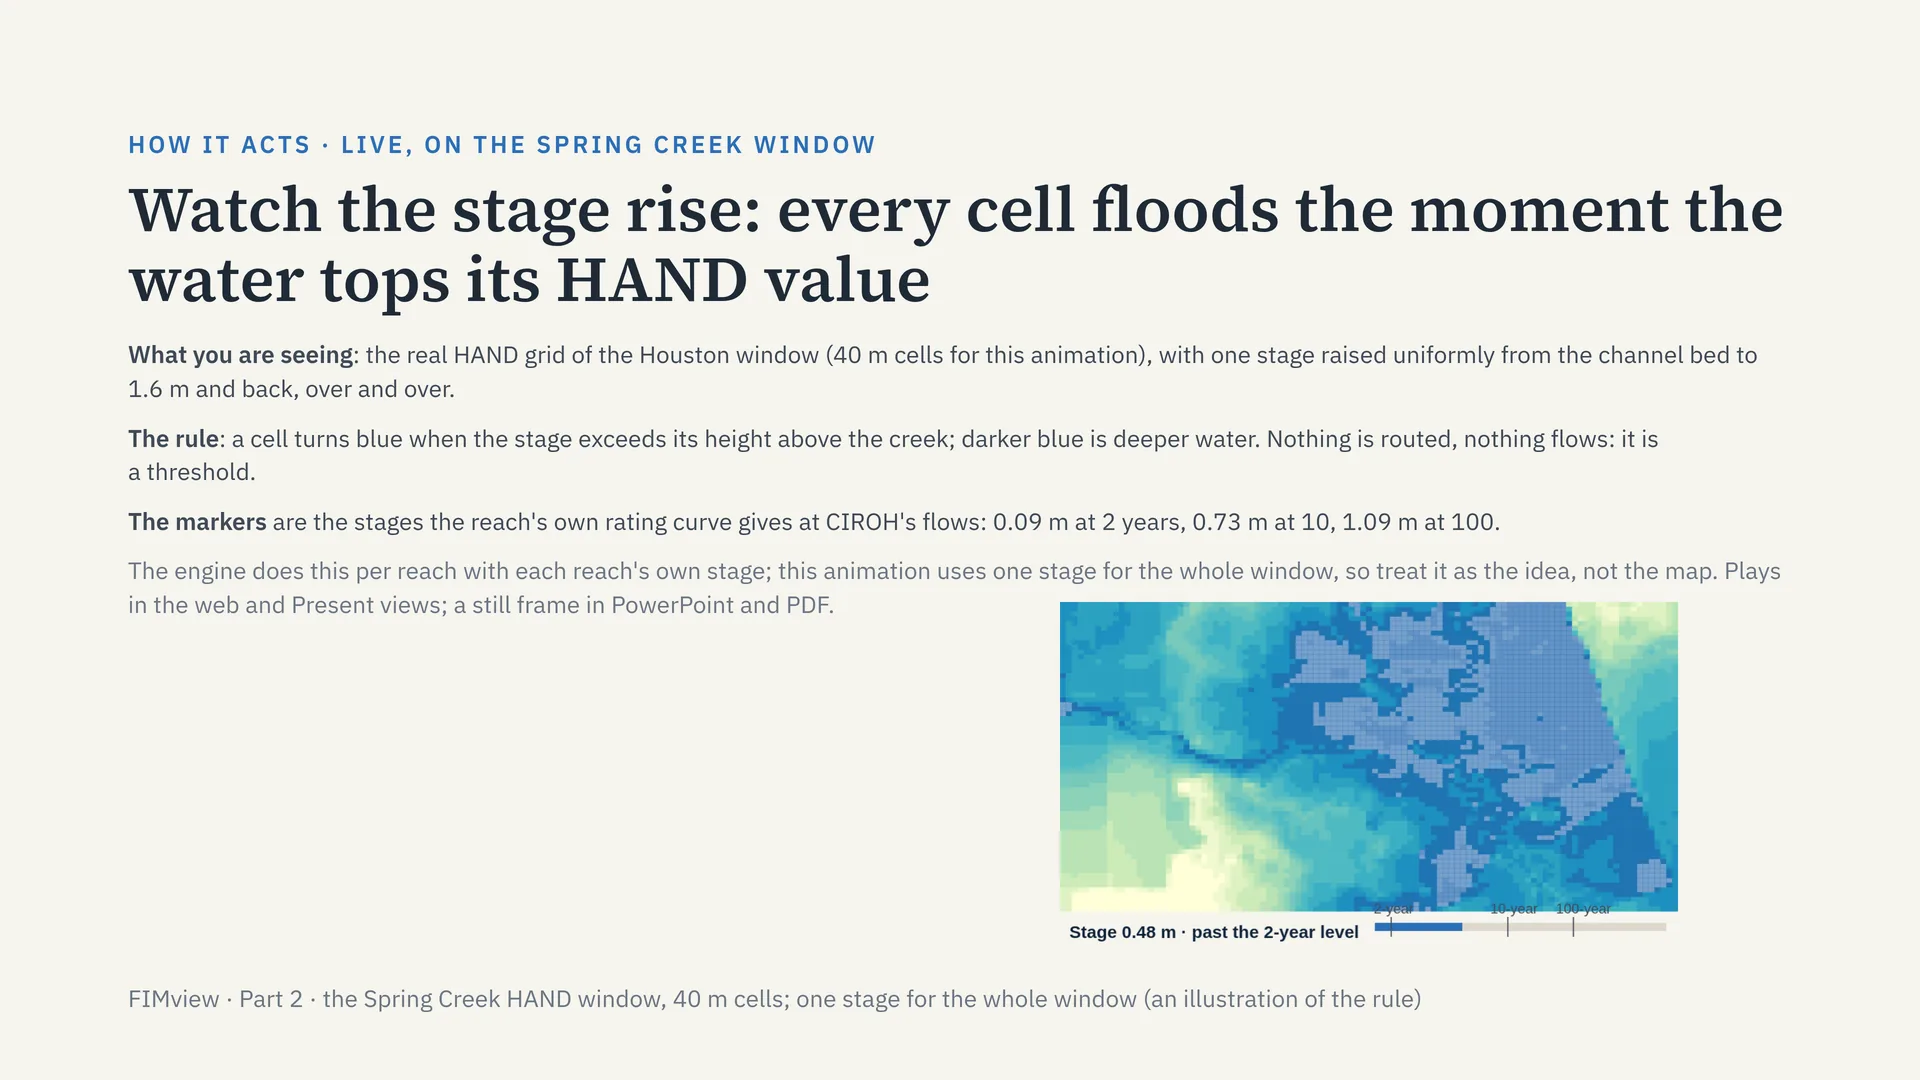 HOW IT ACTS · LIVE, ON THE SPRING CREEK WINDOW
Watch the stage rise: every cell floods the moment the
water tops its HAND value
What you are seeing: the real HAND grid of the Houston window (40 m cells for this animation), with one stage raised uniformly from the channel bed to
1.6 m and back, over and over.
The rule: a cell turns blue when the stage exceeds its height above the creek; darker blue is deeper water. Nothing is routed, nothing flows: it is
a threshold.
The markers are the stages the reach's own rating curve gives at CIROH's flows: 0.09 m at 2 years, 0.73 m at 10, 1.09 m at 100.
The engine does this per reach with each reach's own stage; this animation uses one stage for the whole window, so treat it as the idea, not the map. Plays
in the web and Present views; a still frame in PowerPoint and PDF.
2-year 10-year 100-year
Stage 0.48 m · past the 2-year level
FIMview · Part 2 · the Spring Creek HAND window, 40 m cells; one stage for the whole window (an illustration of the rule)